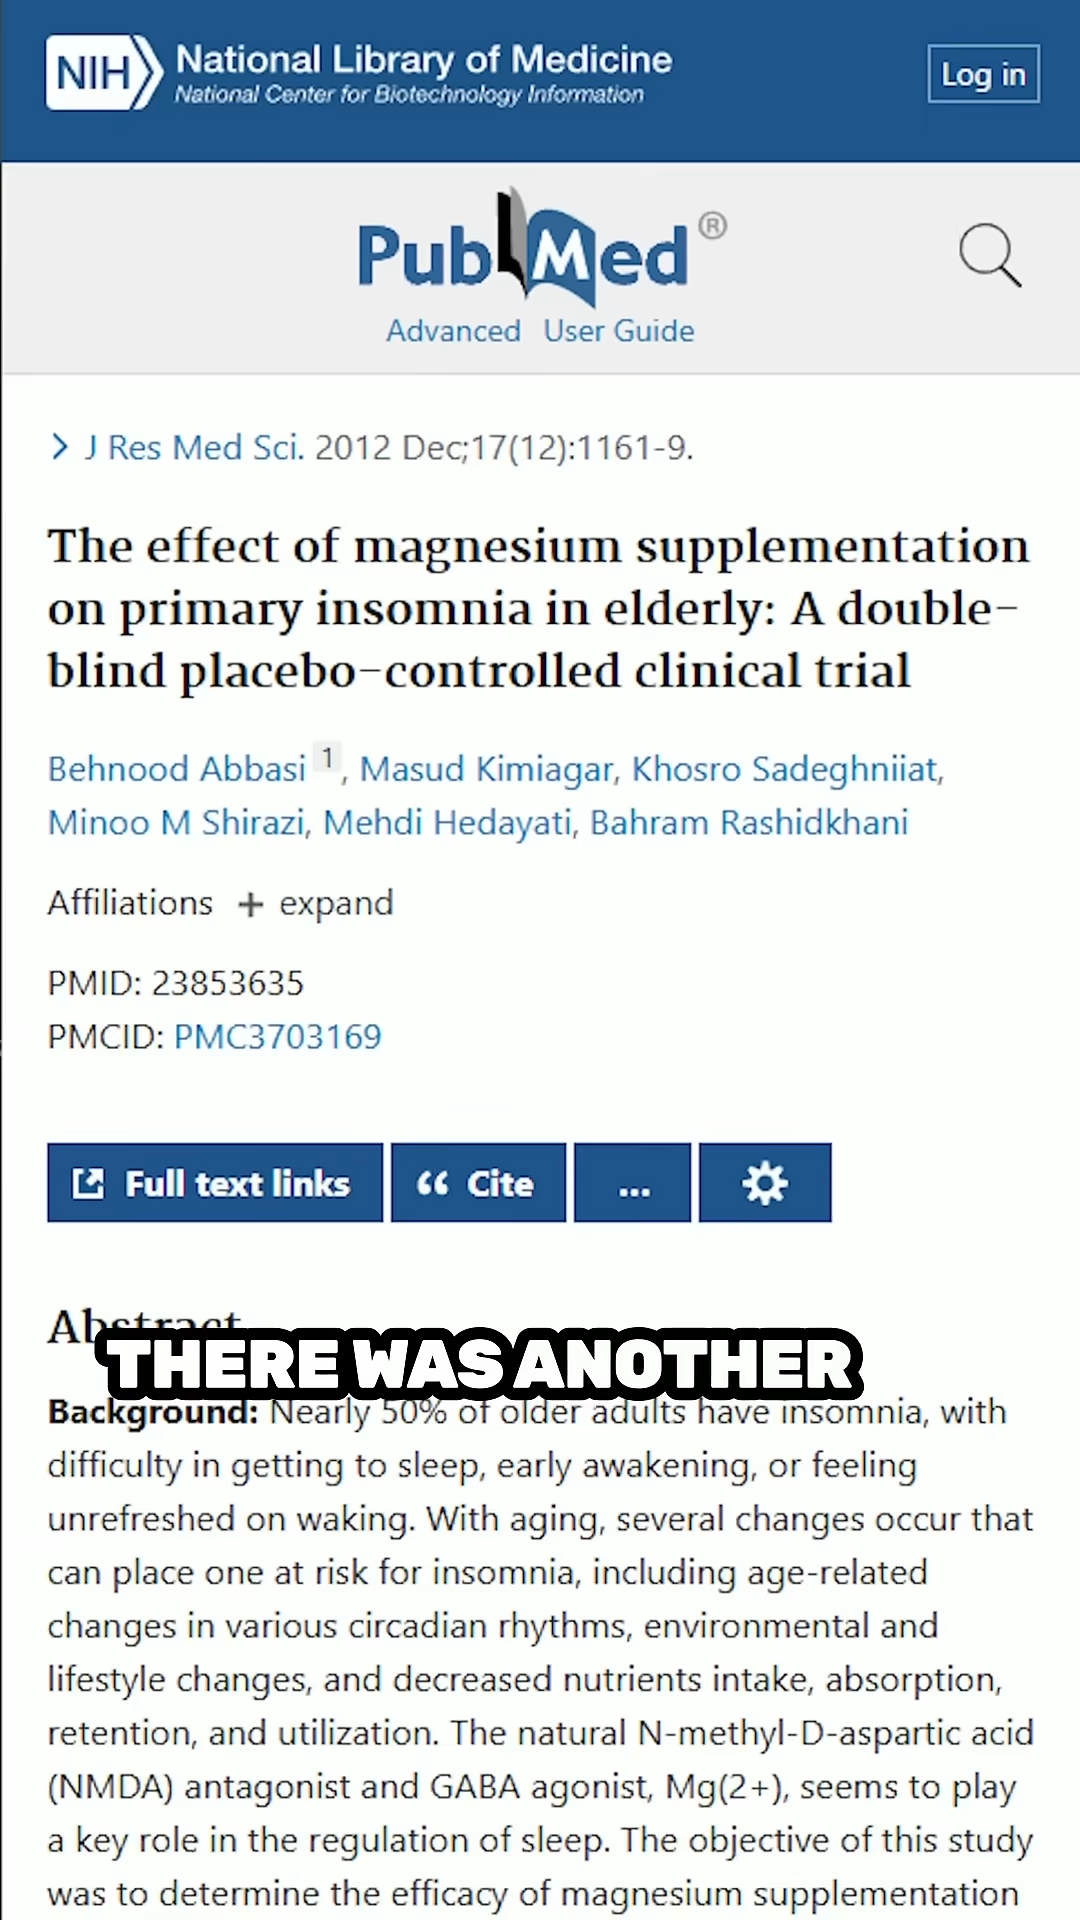 NIH National Library of Medicine
National Center for Biotechnology Information
Log in
PubMed®
Advanced User Guide
> J Res Med Sci. 2012 Dec;17(12):1161-9.
The effect of magnesium supplementation
on primary insomnia in elderly: A double-
blind placebo-controlled clinical trial
Behnood Abbasi 1, Masud Kimiagar, Khosro Sadeghniiat,
Minoo M Shirazi, Mehdi Hedayati, Bahram Rashidkhani
Affiliations + expand
PMID: 23853635
PMCID: PMC3703169
Full text links
Cite
...
Abstract
THERE WAS ANOTHER
Background: Nearly 50% of older adults have insomnia, with
difficulty in getting to sleep, early awakening, or feeling
unrefreshed on waking. With aging, several changes occur that
can place one at risk for insomnia, including age-related
changes in various circadian rhythms, environmental and
lifestyle changes, and decreased nutrients intake, absorption,
retention, and utilization. The natural N-methyl-D-aspartic acid
(NMDA) antagonist and GABA agonist, Mg(2+), seems to play
a key role in the regulation of sleep. The objective of this study
was to determine the efficacy of magnesium supplementation